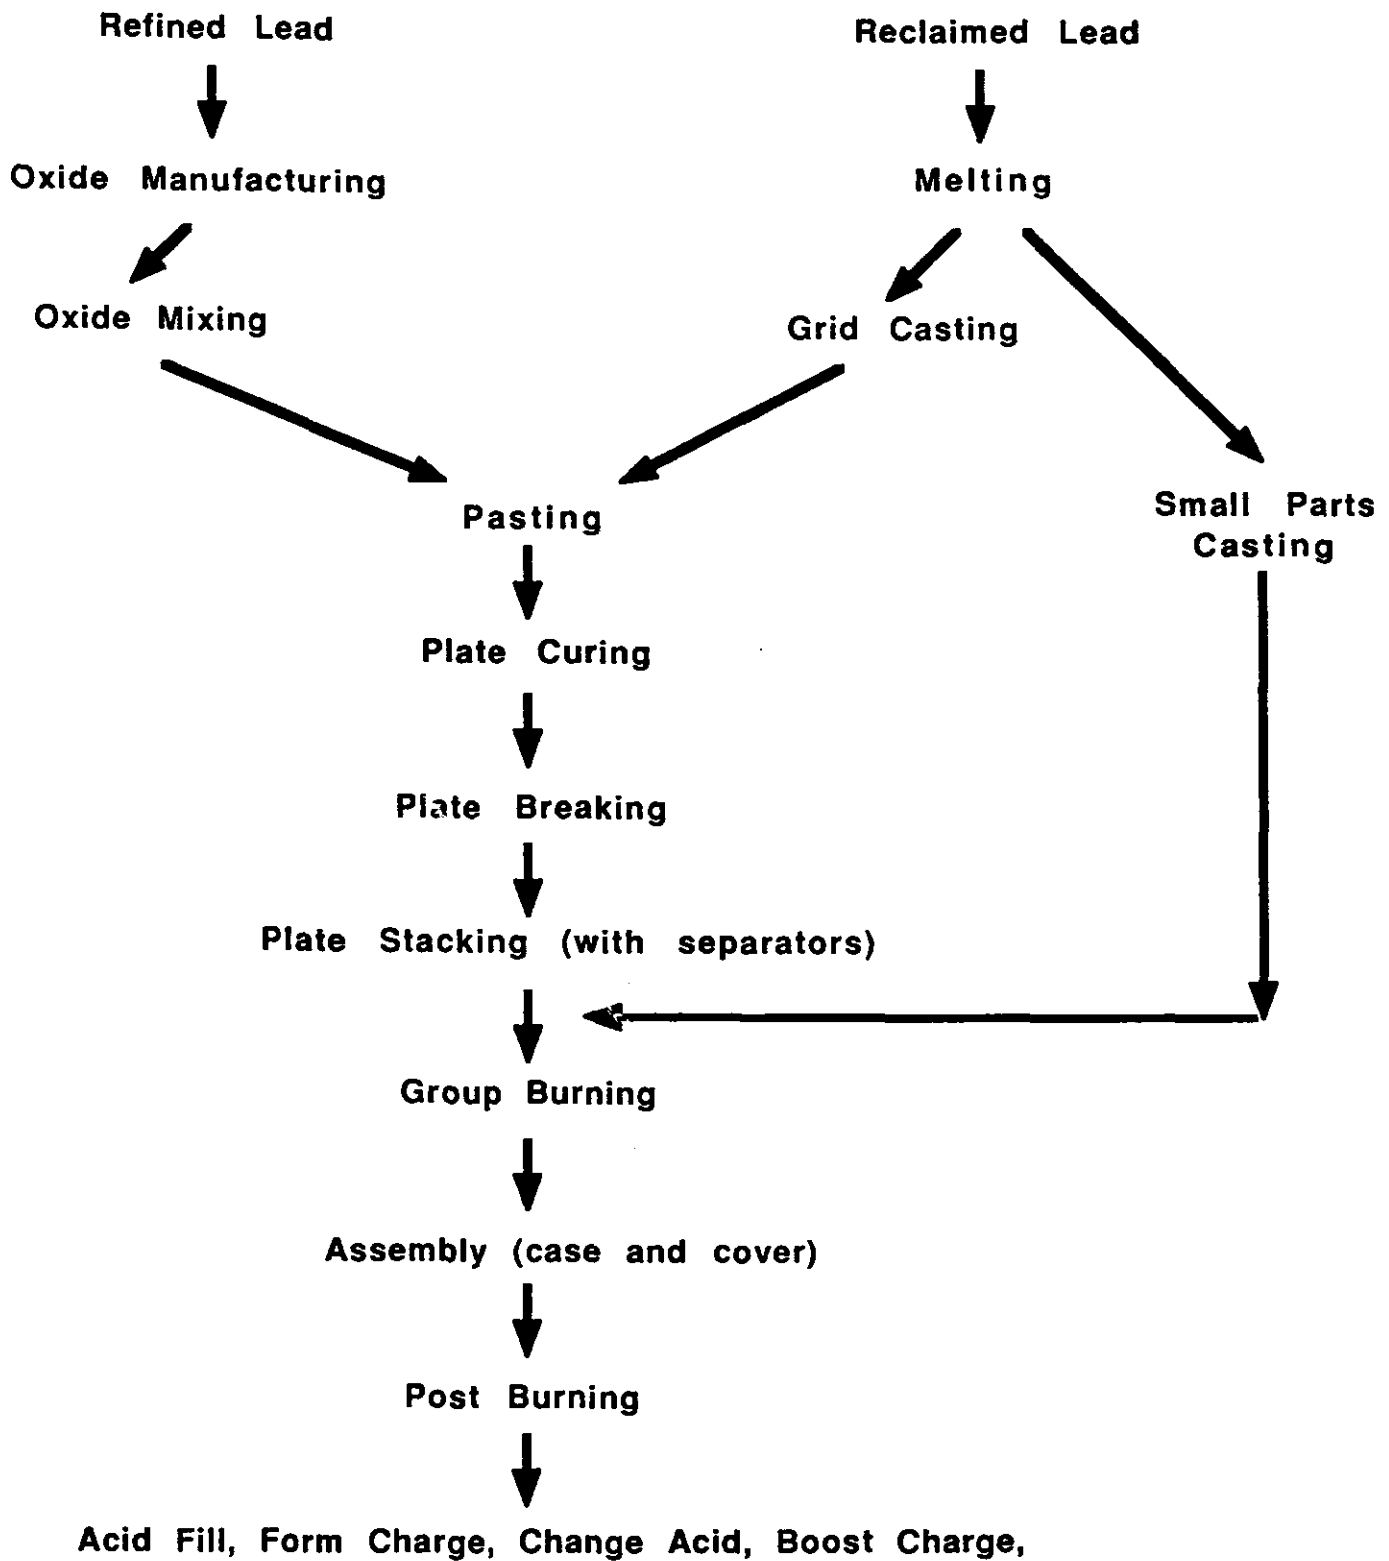 Refined Lead
Reclaimed Lead
Oxide Manufacturing
Melting
Oxide Mixing
Grid Casting
Small Parts
Casting
Pasting
Plate Curing
Plate Breaking
Plate Stacking (with separators)
Group Burning
Assembly (case and cover)
Post Burning
Acid Fill, Form Charge, Change Acid, Boost Charge,